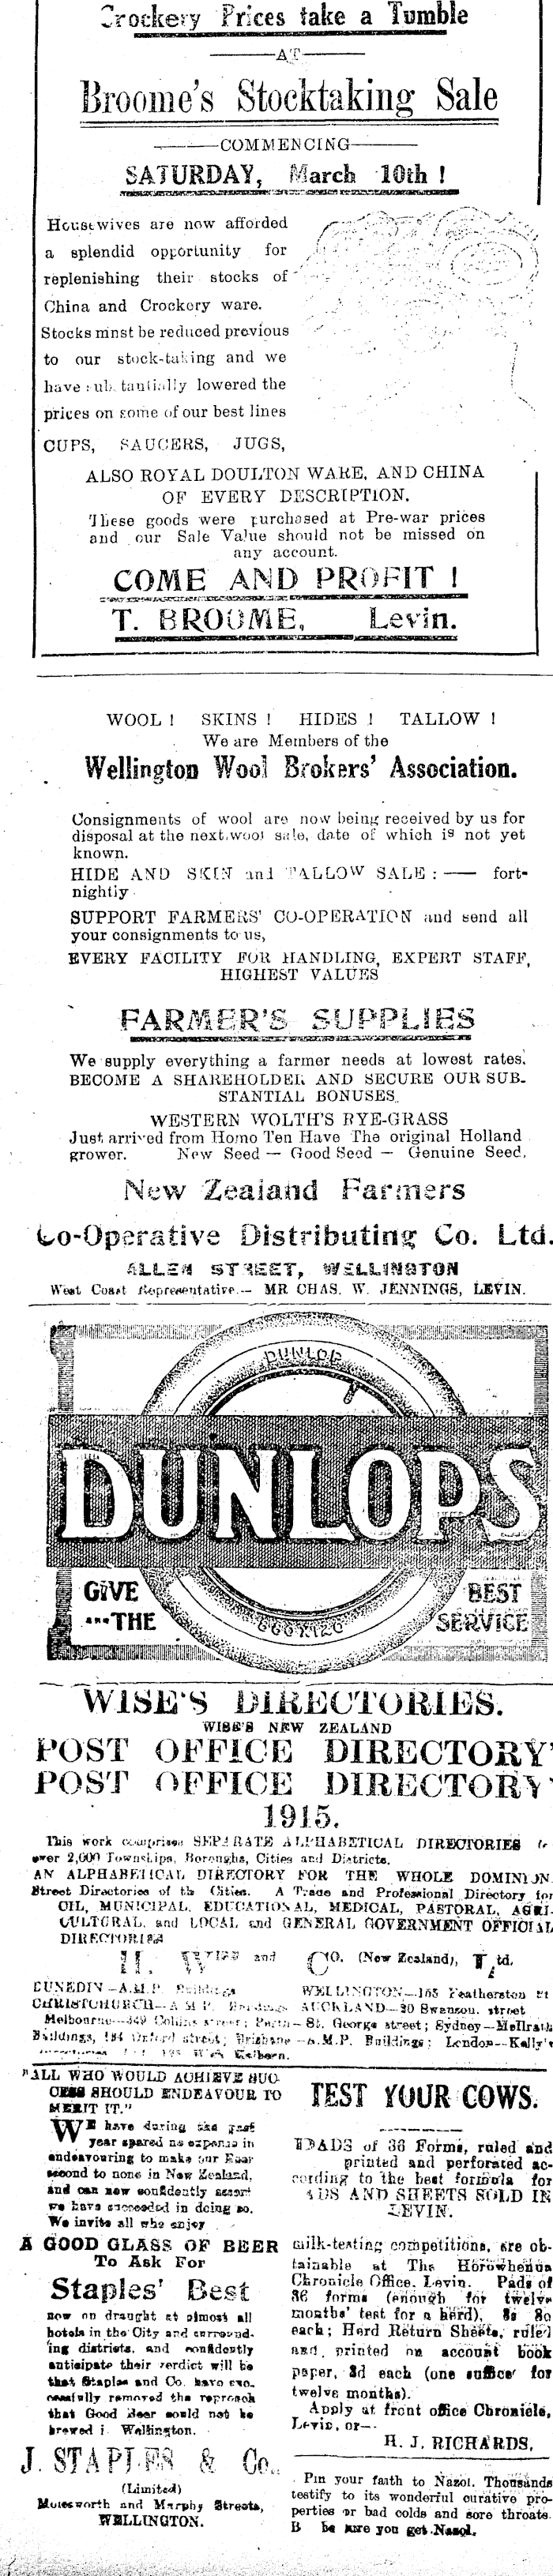 Crockery Prices take a Tumble
AT
Broome's Stocktaking Sale
COMMENCING
SATURDAY, March 10th !
Housewives are now afforded
a splendid opportunity for
replenishing their stocks of
China and Crockery ware.
Stocks mnst be reduced previous
to our stock-taking and we
have substantially lowered the
prices on some of our best lines
CUPS, SAUCERS, JUGS,
ALSO ROYAL DOULTON WARE, AND CHINA
OF EVERY DESCRIPTION.
These goods were purchased at Pre-war prices
and our Sale Value should not be missed on
any account.
COME AND PROFIT !
T. BROOME, Levin.
WOOL ! SKINS ! HIDES ! TALLOW !
We are Members of the
Wellington Wool Brokers' Association.
Consignments of wool are now being received by us for
disposal at the next wool sale, date of which is not yet
known.
HIDE AND SKIN and TALLOW SALE : — fort-
nightly
SUPPORT FARMERS' CO-OPERATION and send all
your consignments to us,
EVERY FACILITY FOR HANDLING, EXPERT STAFF,
HIGHEST VALUES
FARMER'S SUPPLIES
We supply everything a farmer needs at lowest rates.
BECOME A SHAREHOLDER AND SECURE OUR SUB-
STANTIAL BONUSES.
WESTERN WOLTH'S RYE-GRASS
Just arrived from Home Ten Have The original Holland
grower. New Seed — Good Seed — Genuine Seed.
New Zealand Farmers
Co-Operative Distributing Co. Ltd.
ALLEN STREET, WELLINGTON
West Coast Representative.— MR CHAS. W. JENNINGS, LEVIN.
DUNLOP
DUNLOPS
GIVE BEST
THE SERVICE
WISE'S DIRECTORIES.
WISE'S NEW ZEALAND
POST OFFICE DIRECTORY
POST OFFICE DIRECTORY
1915.
This work comprises SEPARATE ALPHABETICAL DIRECTORIES
over 2,000 Townships, Boroughs, Cities and Districts.
AN ALPHABETICAL DIRECTORY FOR THE WHOLE DOMINION
Street Directories of the Cities. A Trade and Professional Directory for
OIL, MUNICIPAL, EDUCATIONAL, MEDICAL, PASTORAL, AGRI-
CULTURAL, and LOCAL and GENERAL GOVERNMENT OFFICIAL
DIRECTORIES
H. WISE and CO. (New Zealand), Ltd.
DUNEDIN—A.M.P. Buildings WELLINGTON—165 Featherston st
CHRISTCHURCH—A M P. Buildings AUCKLAND—20 Swanson street
Melbourne—349 Collins street; Perth—St. George street; Sydney—
Buildings, 184 Oxford street; Brisbane—A.M.P. Buildings; London—Kelly's
"ALL WHO WOULD ACHIEVE SUC-
CESS SHOULD ENDEAVOUR TO
MERIT IT."
WE have during the past
year spared no expense in
endeavouring to make our Beer
second to none in New Zealand,
and can now confidently assert
we have succeeded in doing so.
We invite all who enjoy
A GOOD GLASS OF BEER
To Ask For
Staples' Best
now on draught at almost all
hotels in the City and surround-
ing districts, and confidently
antisipate their verdict will be
that Staples and Co. have suc-
cessfully removed the reproach
that Good Beer could not be
brewed i Wellington.
J. STAPLES & Co.,
(Limited)
Molesworth and Murphy Streets,
WELLINGTON.
TEST YOUR COWS.
PADS of 36 Forms, ruled and
printed and perforated ac-
cording to the best formula for
ADS AND SHEETS SOLD IN
LEVIN.
milk-testing competitions, are ob-
tainable at The Horowhenua
Chronicle Office, Levin. Pads of
36 forms (enough for twelve
months' test for a herd),
each; Herd Return Sheets, ruled
and printed on account book
paper, 3d each (one suffices for
twelve months).
Apply at front office Chronicle,
Levin, or—
H. J. RICHARDS,
Pin your faith to Nazol. Thousands
testify to its wonderful curative pro-
perties or bad colds and sore throats
B be sure you get Nazol.